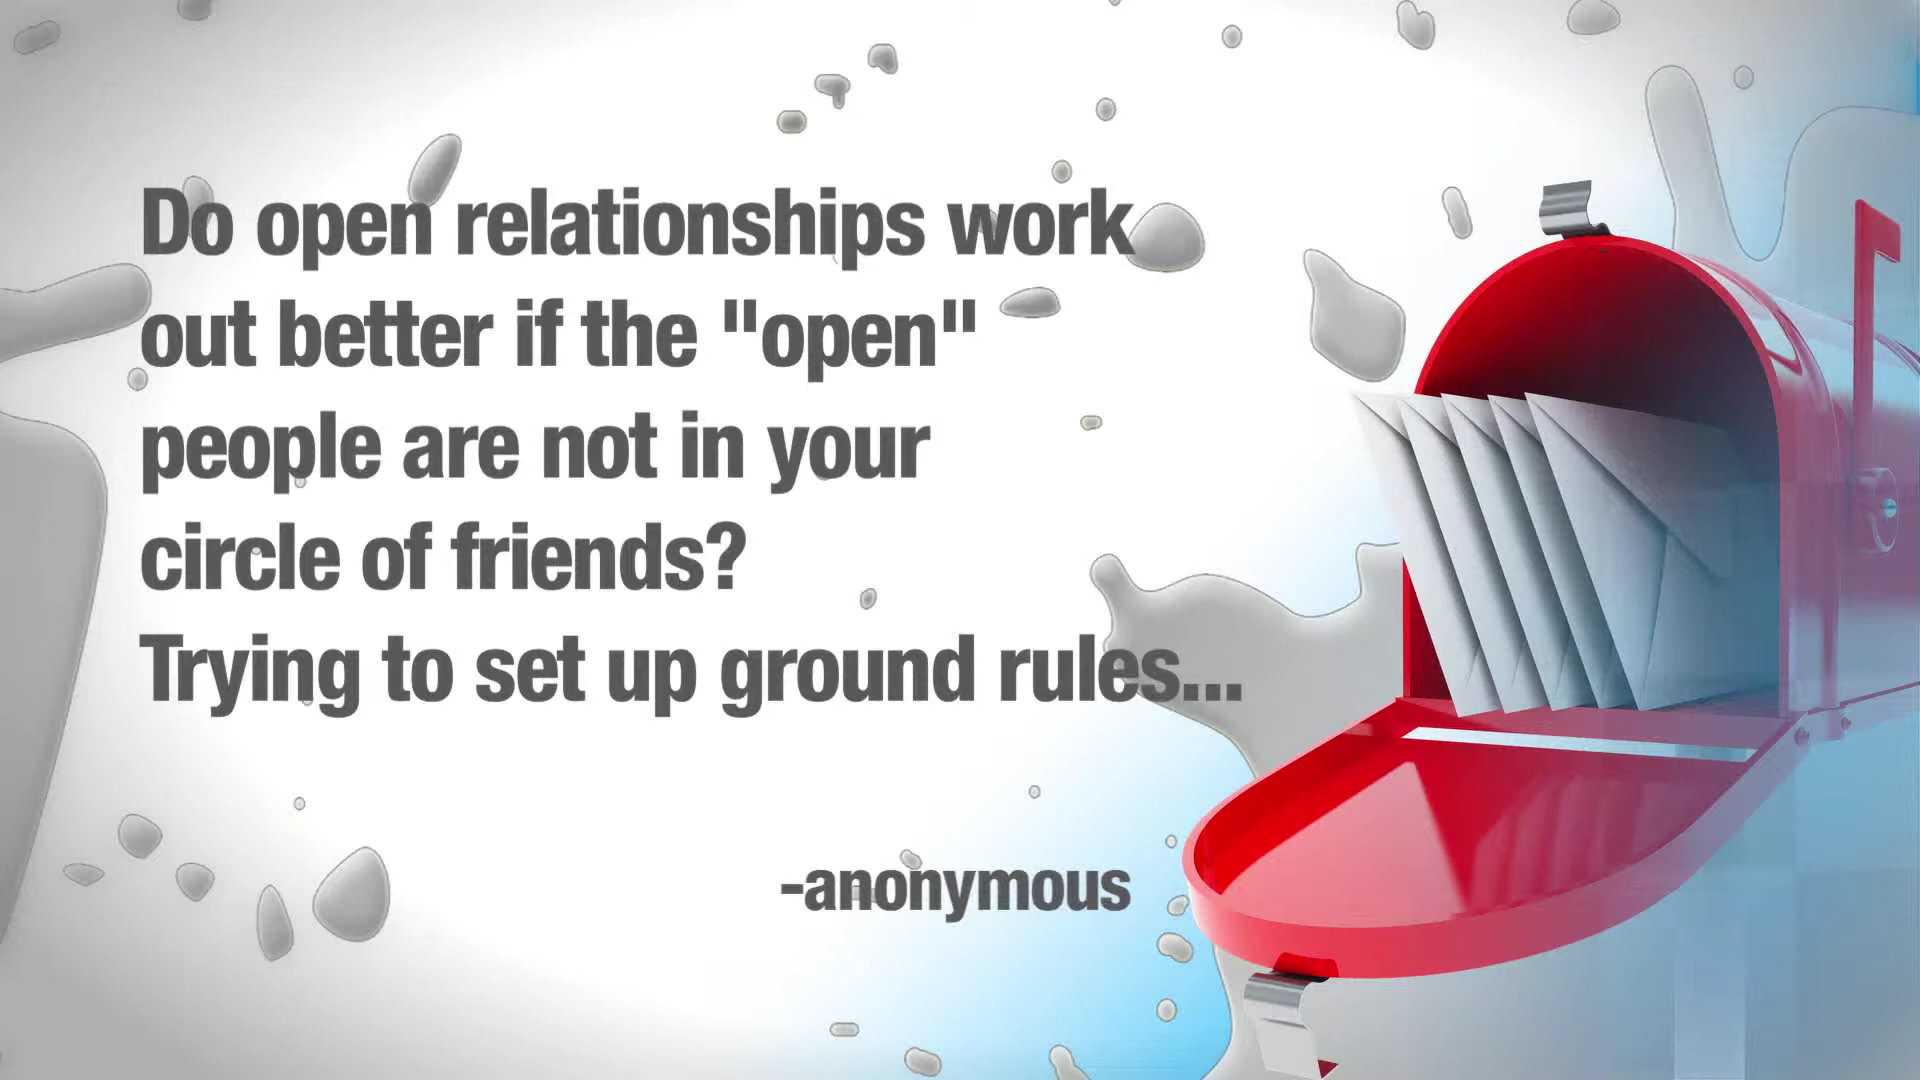 Do open relationships work
out better if the "open"
people are not in your
circle of friends?
Trying to set up ground rules...
-anonymous